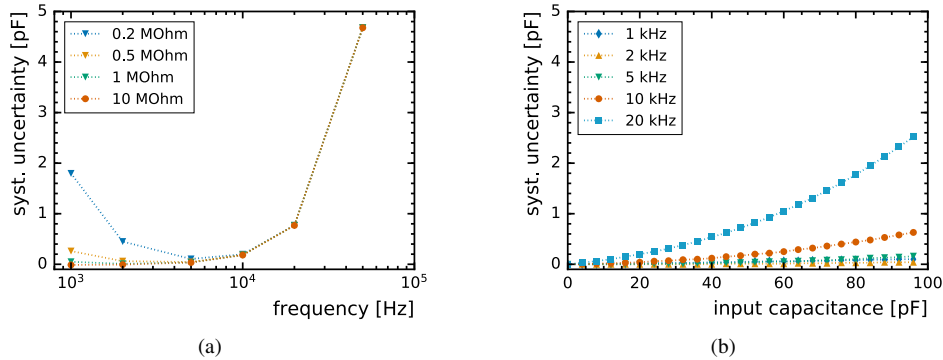 syst. uncertainty [pF]
5
4
3
2
1
0
0.2 MOhm
0.5 MOhm
1 MOhm
10 MOhm
10³ 10⁴ 10⁵
frequency [Hz]
(a)
syst. uncertainty [pF]
5
4
3
2
1
0
1 kHz
2 kHz
5 kHz
10 kHz
20 kHz
0 20 40 60 80 100
input capacitance [pF]
(b)